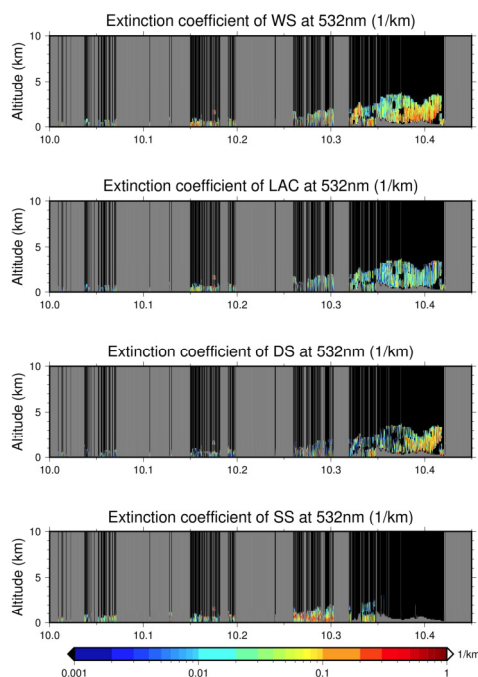 Extinction coefficient of WS at 532nm (1/km)
10
5
0
Altitude (km)
10.0 10.1 10.2 10.3 10.4
Extinction coefficient of LAC at 532nm (1/km)
10
5
0
Altitude (km)
10.0 10.1 10.2 10.3 10.4
Extinction coefficient of DS at 532nm (1/km)
10
5
0
Altitude (km)
10.0 10.1 10.2 10.3 10.4
Extinction coefficient of SS at 532nm (1/km)
10
5
0
Altitude (km)
10.0 10.1 10.2 10.3 10.4
1/km
0.001 0.01 0.1 1